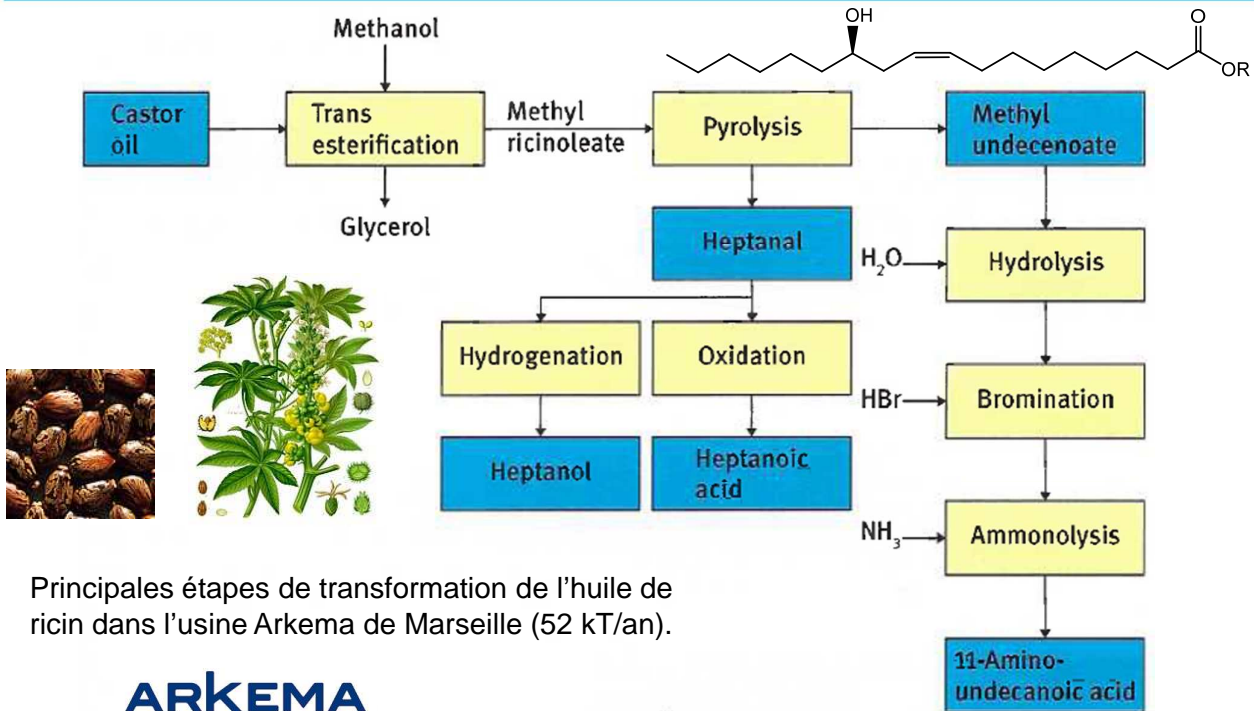 OH
O
OR
Methanol
Castor
oil
Trans
esterification
Methyl
ricinoleate
Pyrolysis
Methyl
undecenoate
Glycerol
Heptanal
H₂O
Hydrolysis
Hydrogenation
Oxidation
HBr
Bromination
Heptanol
Heptanoic
acid
NH₃
Ammonolysis
Principales étapes de transformation de l’huile de
ricin dans l’usine Arkema de Marseille (52 kT/an).
11-Amino-
undecanoic acid
ARKEMA